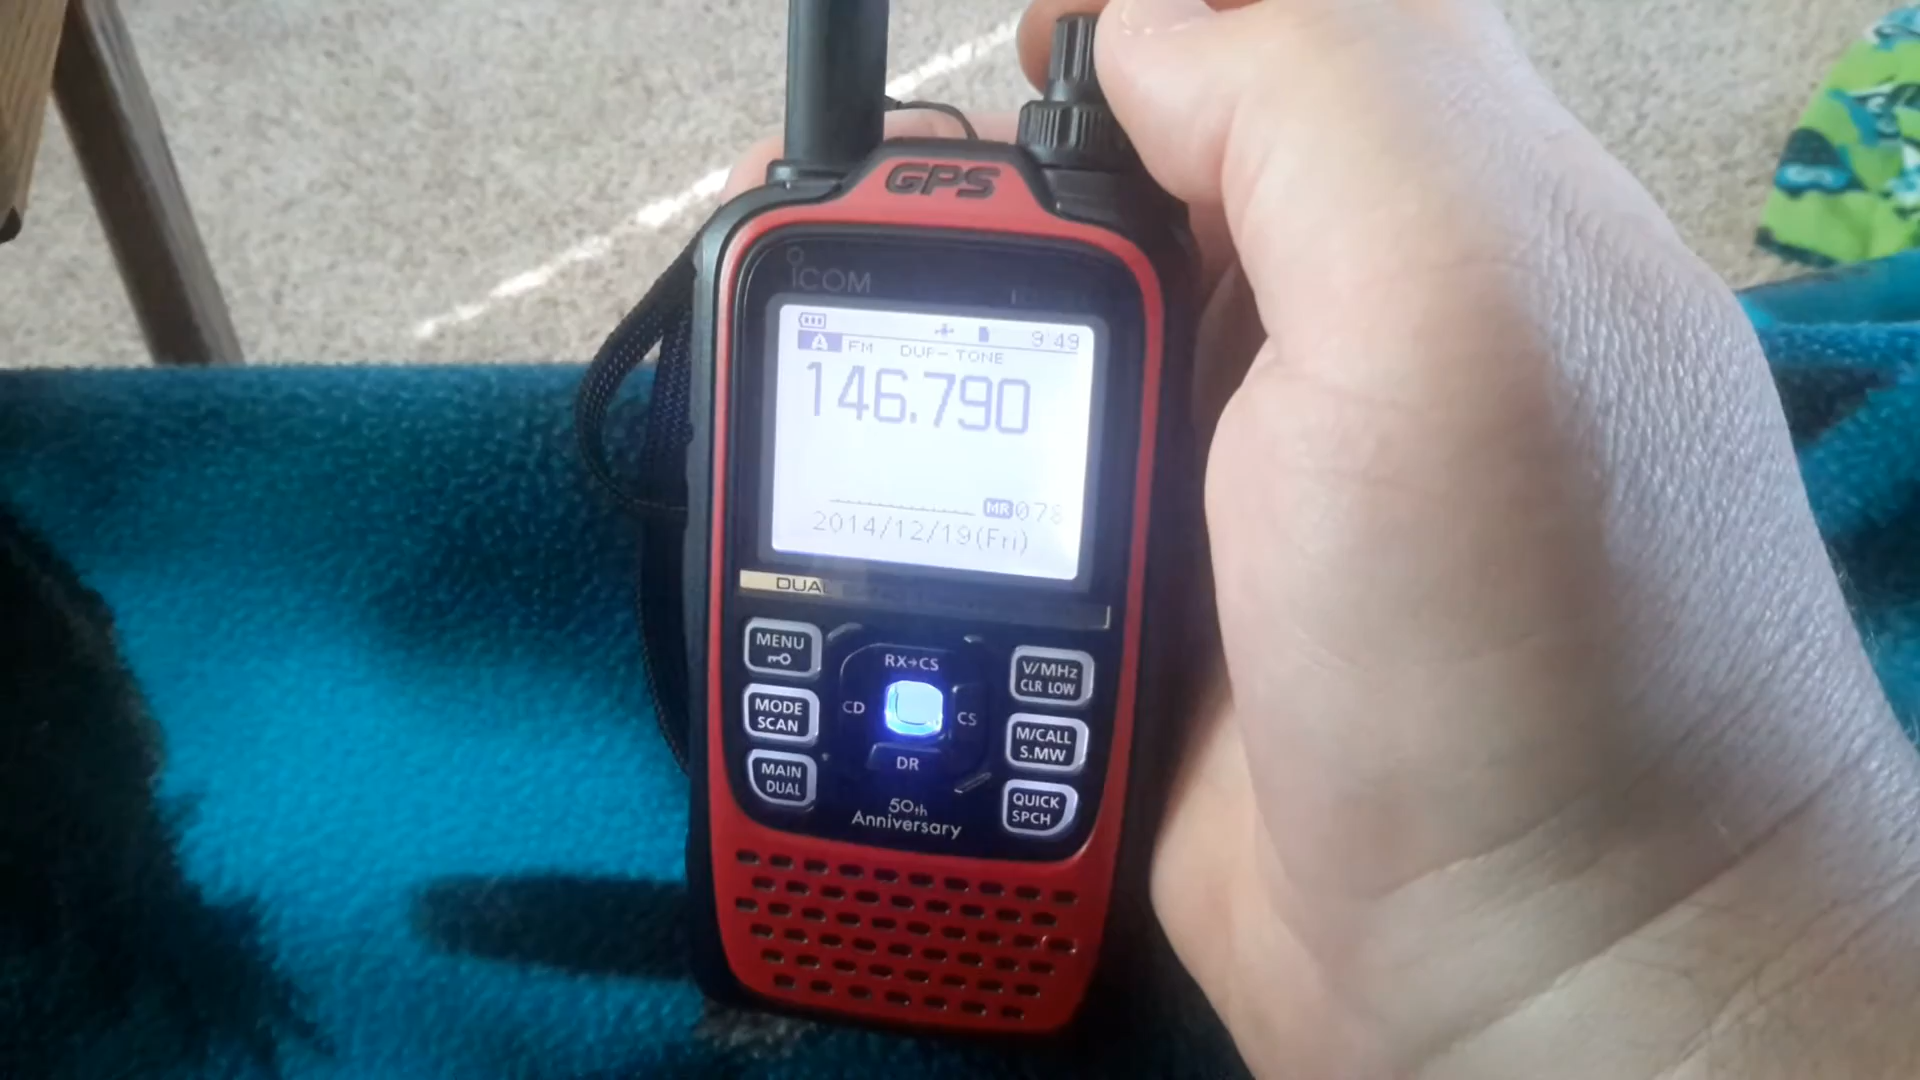 GPS
iCOM
9:49
A FM DUP- TONE
146.790
MR 078
2014/12/19(Fri)
MENU
RX→CS
V/MHz
CLR LOW
MODE
SCAN
CD
CS
M/CALL
S.MW
MAIN
DUAL
DR
QUICK
SPCH
50th
Anniversary